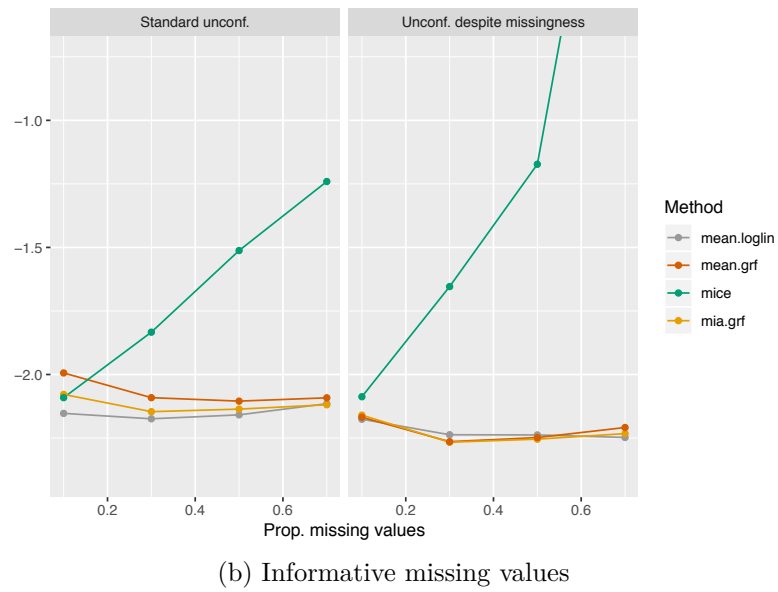 Standard unconf.
Unconf. despite missingness
−1.0
−1.5
−2.0
0.2
0.4
0.6
0.2
0.4
0.6
Prop. missing values
Method
mean.loglin
mean.grf
mice
mia.grf
(b) Informative missing values